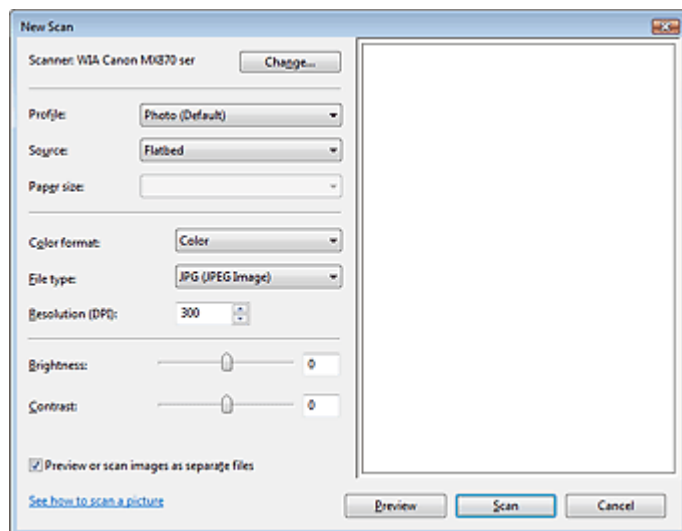 New Scan
Scanner: WIA Canon MX870 ser
Change...
Profile: Photo (Default)
Source: Flatbed
Paper size:
Color format: Color
File type: JPG (JPEG Image)
Resolution (DPI): 300
Brightness: 0
Contrast: 0
Preview or scan images as separate files
See how to scan a picture
Preview Scan Cancel